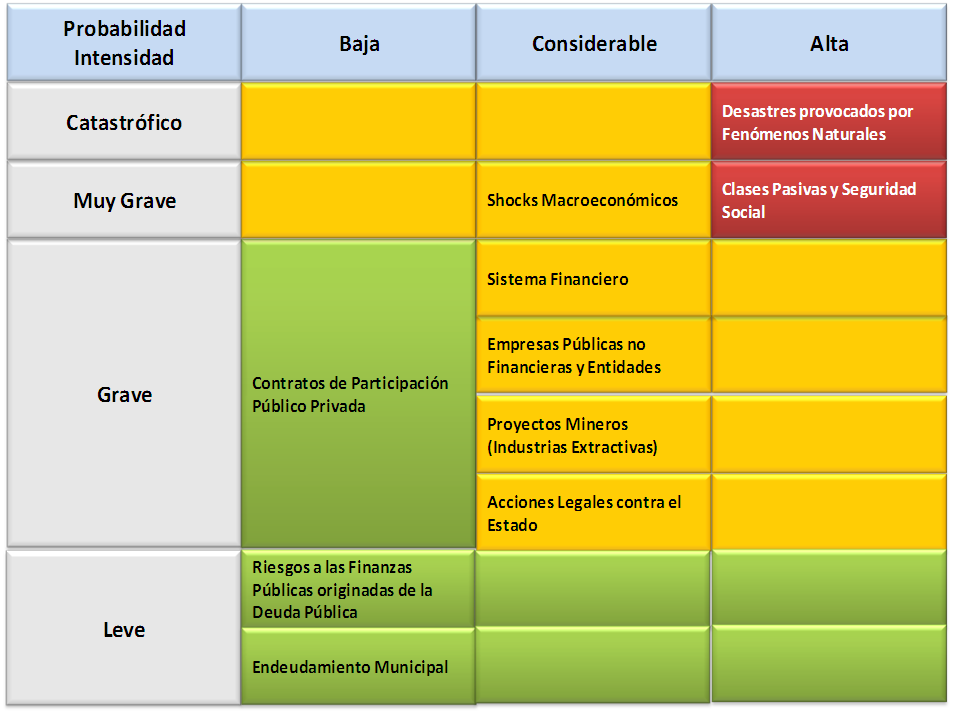 Probabilidad
Intensidad
Baja
Considerable
Alta
Catastrófico
Desastres provocados por
Fenómenos Naturales
Muy Grave
Shocks Macroeconómicos
Clases Pasivas y Seguridad
Social
Grave
Contratos de Participación
Público Privada
Sistema Financiero
Empresas Públicas no
Financieras y Entidades
Proyectos Mineros
(Industrias Extractivas)
Acciones Legales contra el
Estado
Leve
Riesgos a las Finanzas
Públicas originadas de la
Deuda Pública
Endeudamiento Municipal